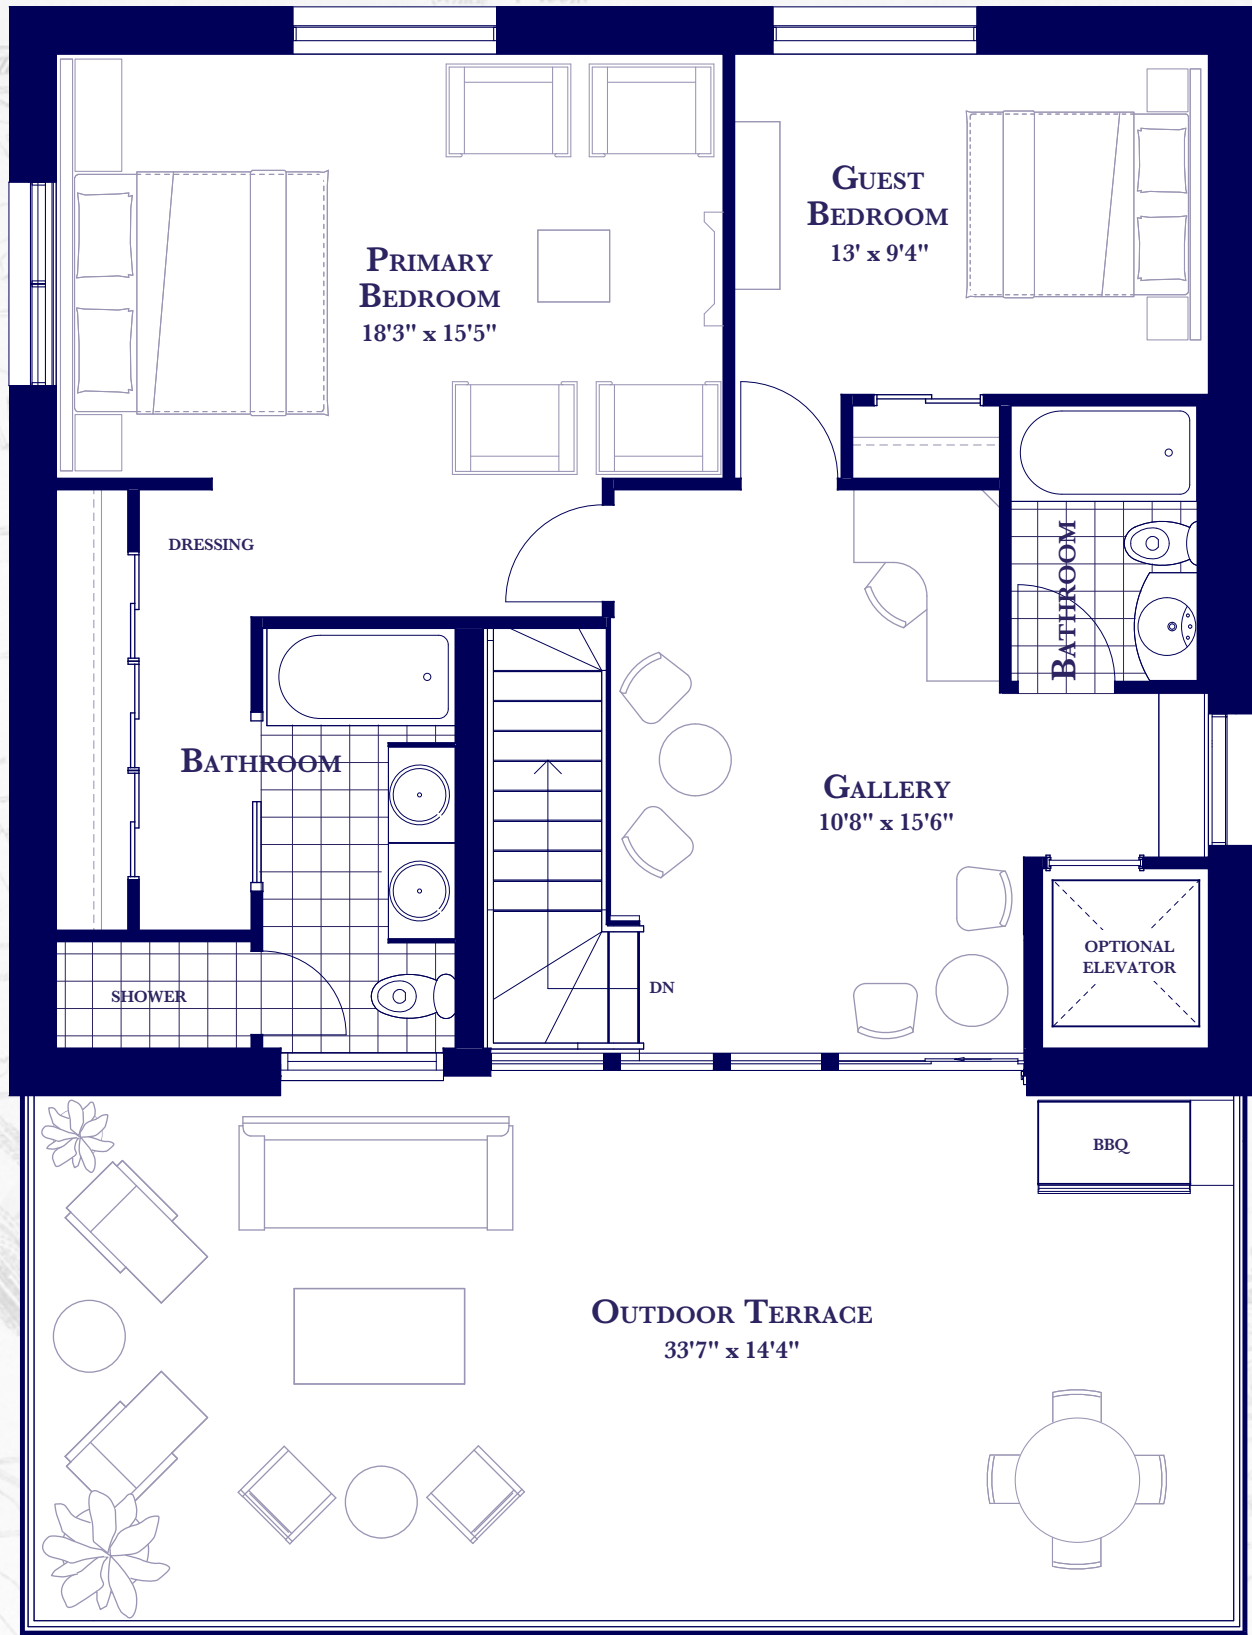 GUEST
BEDROOM
13' x 9'4"
PRIMARY
BEDROOM
18'3" x 15'5"
DRESSING
BATHROOM
BATHROOM
GALLERY
10'8" x 15'6"
OPTIONAL
ELEVATOR
SHOWER
DN
BBQ
OUTDOOR TERRACE
33'7" x 14'4"